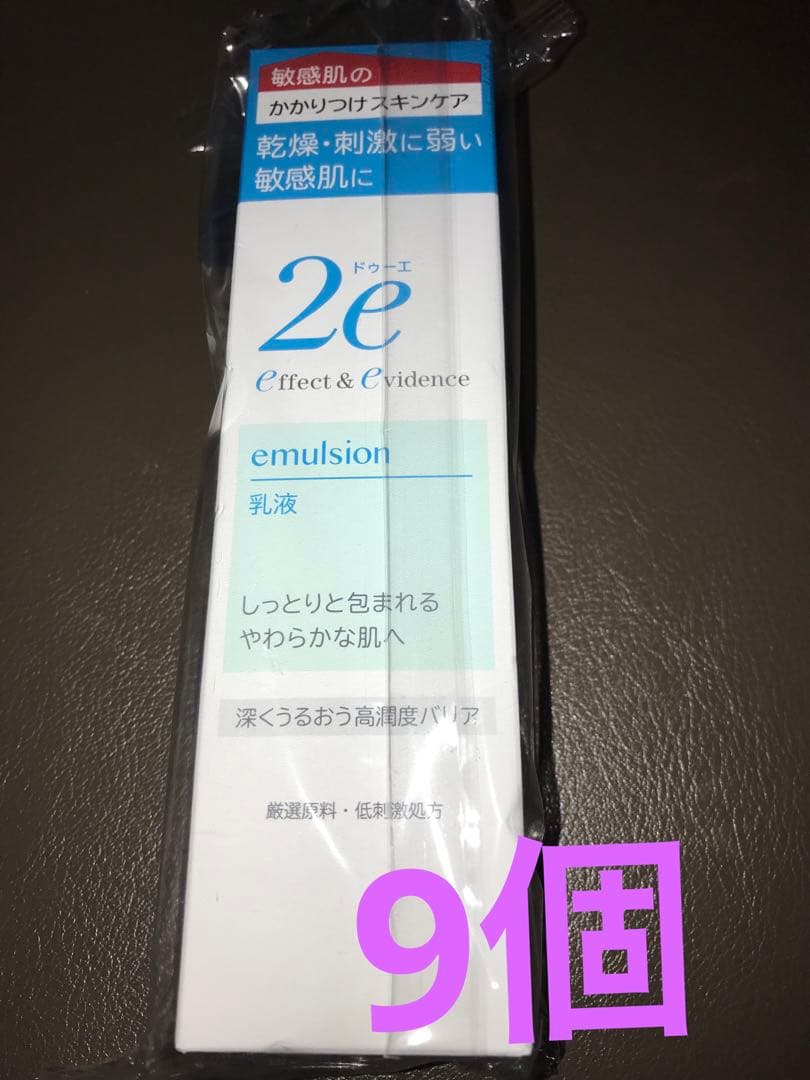 敏感肌の
かかりつけスキンケア
乾燥・刺激に弱い
敏感肌に
ドゥーエ
2e
effect & evidence
emulsion
乳液
しっとりと包まれる
やわらかな肌へ
深くうるおう高潤度バリア
厳選原料・低刺激処方
9個